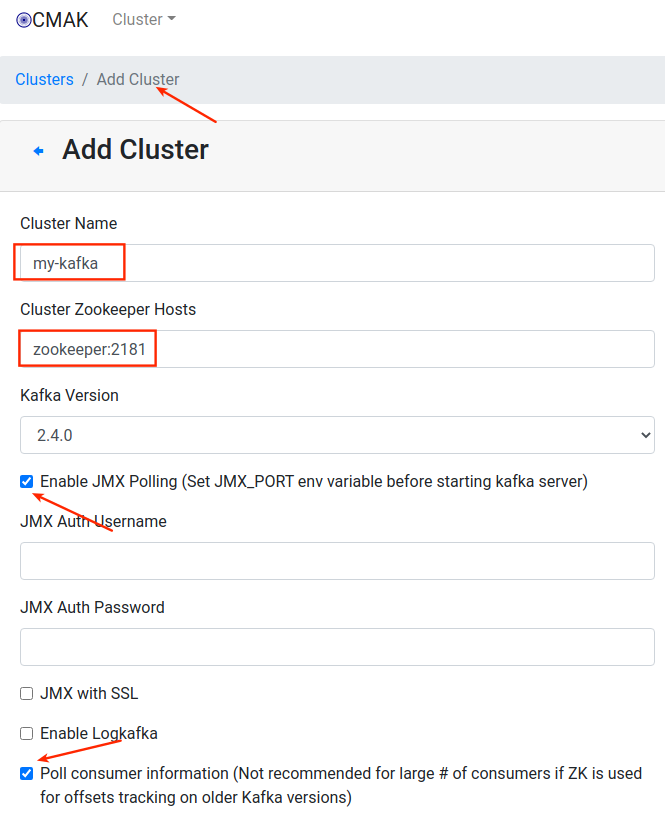 CMAK Cluster
Clusters / Add Cluster
Add Cluster
Cluster Name
my-kafka
Cluster Zookeeper Hosts
zookeeper:2181
Kafka Version
2.4.0
Enable JMX Polling (Set JMX_PORT env variable before starting kafka server)
JMX Auth Username
JMX Auth Password
JMX with SSL
Enable Logkafka
Poll consumer information (Not recommended for large # of consumers if ZK is used
for offsets tracking on older Kafka versions)